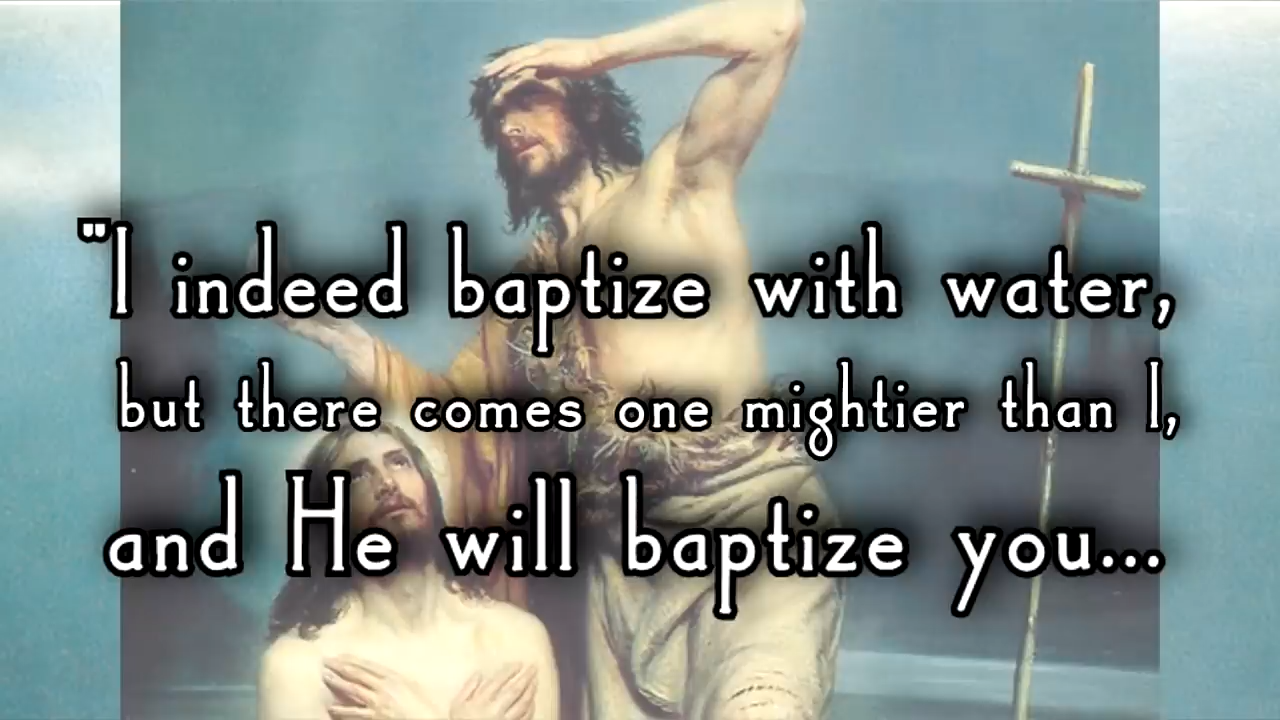 "I indeed baptize with water,
but there comes one mightier than I,
and He will baptize you...